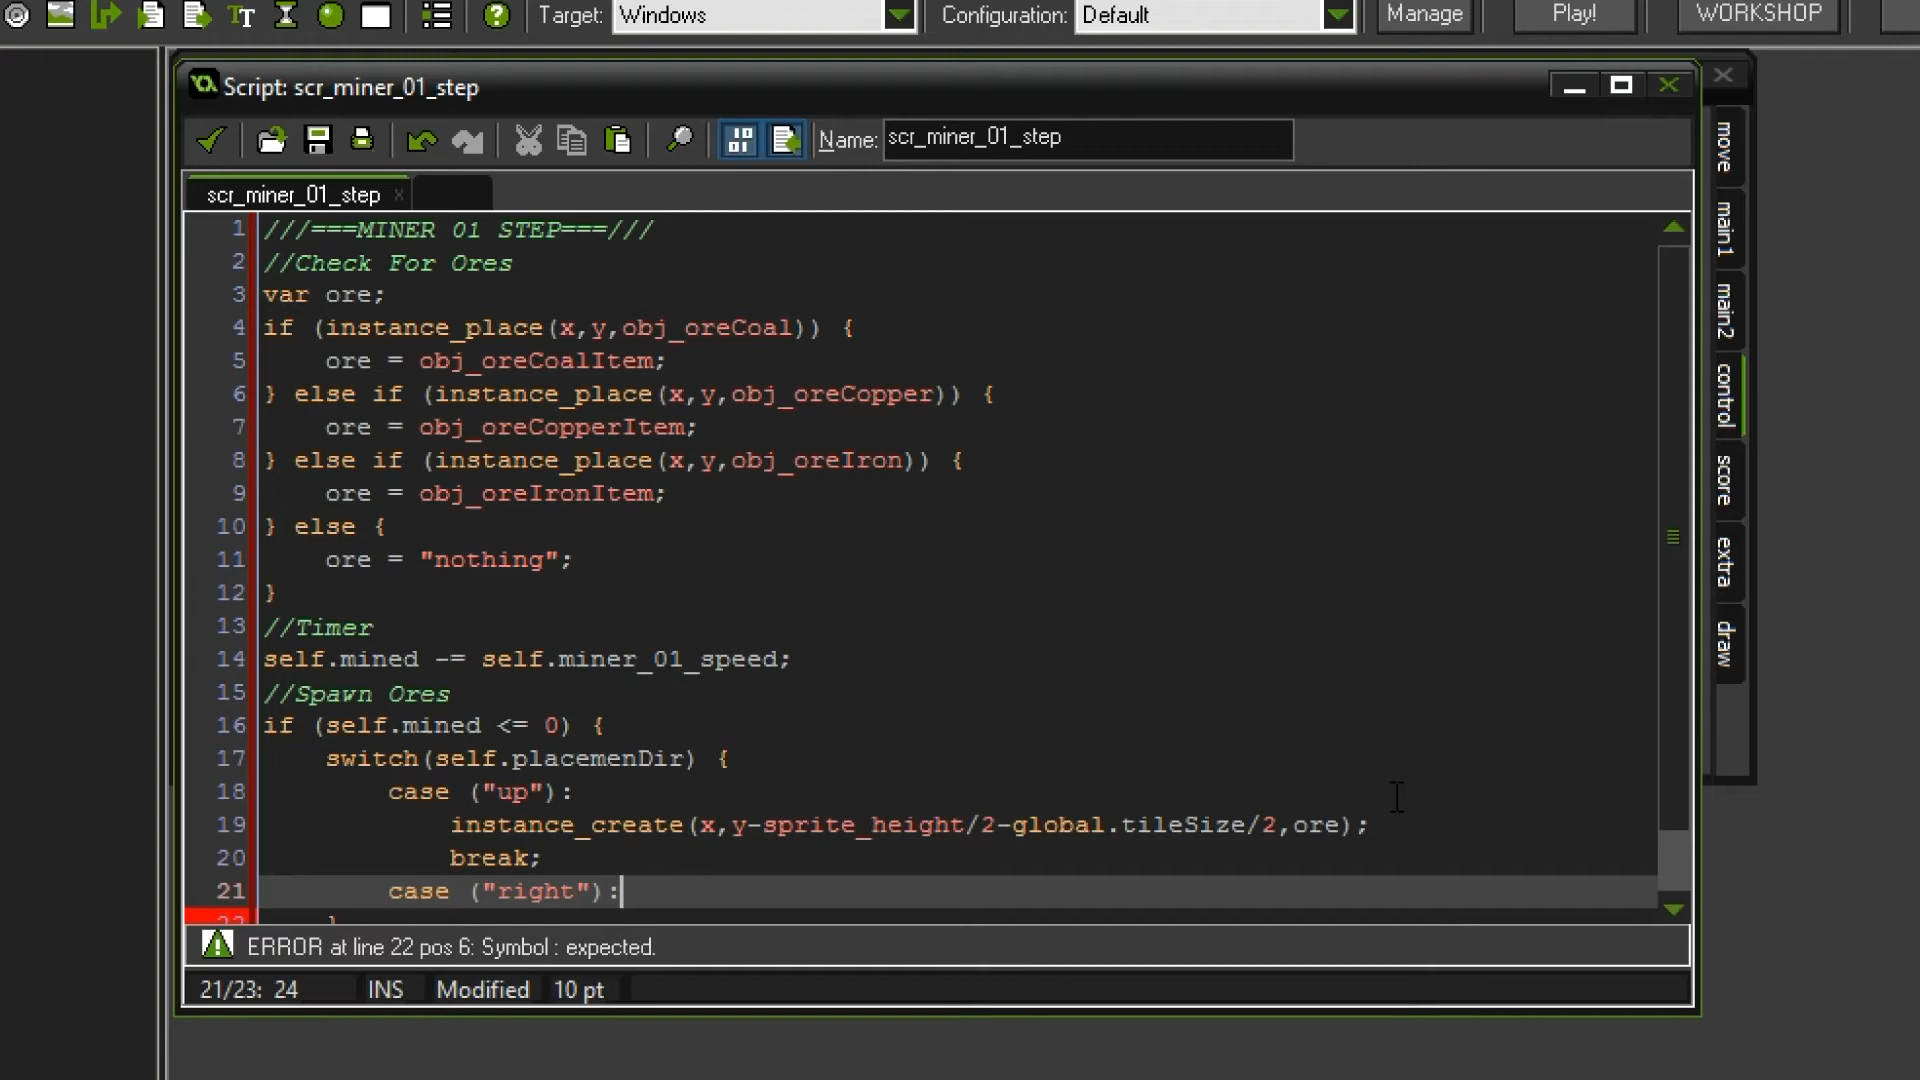 Target: Windows Configuration: Default Manage Play! WORKSHOP
Script: scr_miner_01_step
Name: scr_miner_01_step
scr_miner_01_step
1 ///===MINER 01 STEP===///
2 //Check For Ores
3 var ore;
4 if (instance_place(x,y,obj_oreCoal)) {
5 ore = obj_oreCoalItem;
6 } else if (instance_place(x,y,obj_oreCopper)) {
7 ore = obj_oreCopperItem;
8 } else if (instance_place(x,y,obj_oreIron)) {
9 ore = obj_oreIronItem;
10 } else {
11 ore = "nothing";
12 }
13 //Timer
14 self.mined -= self.miner_01_speed;
15 //Spawn Ores
16 if (self.mined <= 0) {
17 switch(self.placemenDir) {
18 case ("up"):
19 instance_create(x,y-sprite_height/2-global.tileSize/2,ore);
20 break;
21 case ("right"):
22 }
ERROR at line 22 pos 6: Symbol : expected.
21/23: 24 INS Modified 10 pt
move
main1
main2
control
score
extra
draw